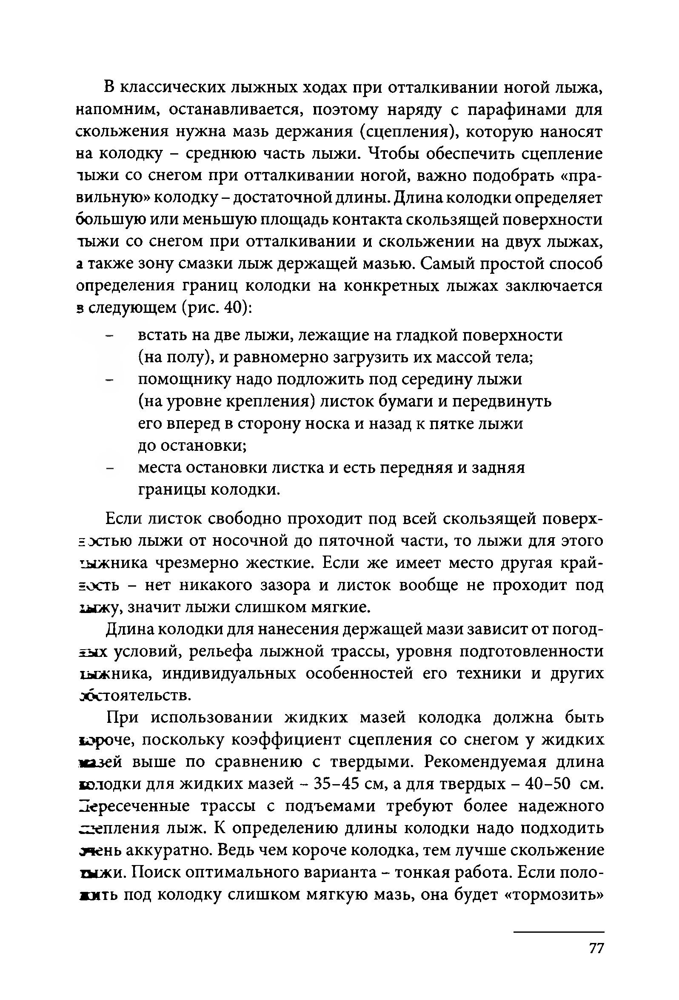 В классических лыжных ходах при отталкивании ногой лыжа,
напомним, останавливается, поэтому наряду с парафинами для
скольжения нужна мазь держания (сцепления), которую наносят
на колодку – среднюю часть лыжи. Чтобы обеспечить сцепление
лыжи со снегом при отталкивании ногой, важно подобрать «пра-
вильную» колодку – достаточной длины. Длина колодки определяет
большую или меньшую площадь контакта скользящей поверхности
лыжи со снегом при отталкивании и скольжении на двух лыжах,
а также зону смазки лыж держащей мазью. Самый простой способ
определения границ колодки на конкретных лыжах заключается
в следующем (рис. 40):
– встать на две лыжи, лежащие на гладкой поверхности
(на полу), и равномерно загрузить их массой тела;
– помощнику надо подложить под середину лыжи
(на уровне крепления) листок бумаги и передвинуть
его вперед в сторону носка и назад к пятке лыжи
до остановки;
– места остановки листка и есть передняя и задняя
границы колодки.
Если листок свободно проходит под всей скользящей поверх-
ностью лыжи от носочной до пяточной части, то лыжи для этого
лыжника чрезмерно жесткие. Если же имеет место другая край-
ность – нет никакого зазора и листок вообще не проходит под
лыжу, значит лыжи слишком мягкие.
Длина колодки для нанесения держащей мази зависит от погод-
ных условий, рельефа лыжной трассы, уровня подготовленности
лыжника, индивидуальных особенностей его техники и других
обстоятельств.
При использовании жидких мазей колодка должна быть
короче, поскольку коэффициент сцепления со снегом у жидких
мазей выше по сравнению с твердыми. Рекомендуемая длина
колодки для жидких мазей – 35–45 см, а для твердых – 40–50 см.
Пересеченные трассы с подъемами требуют более надежного
сцепления лыж. К определению длины колодки надо подходить
очень аккуратно. Ведь чем короче колодка, тем лучше скольжение
лыжи. Поиск оптимального варианта – тонкая работа. Если поло-
жить под колодку слишком мягкую мазь, она будет «тормозить»
77